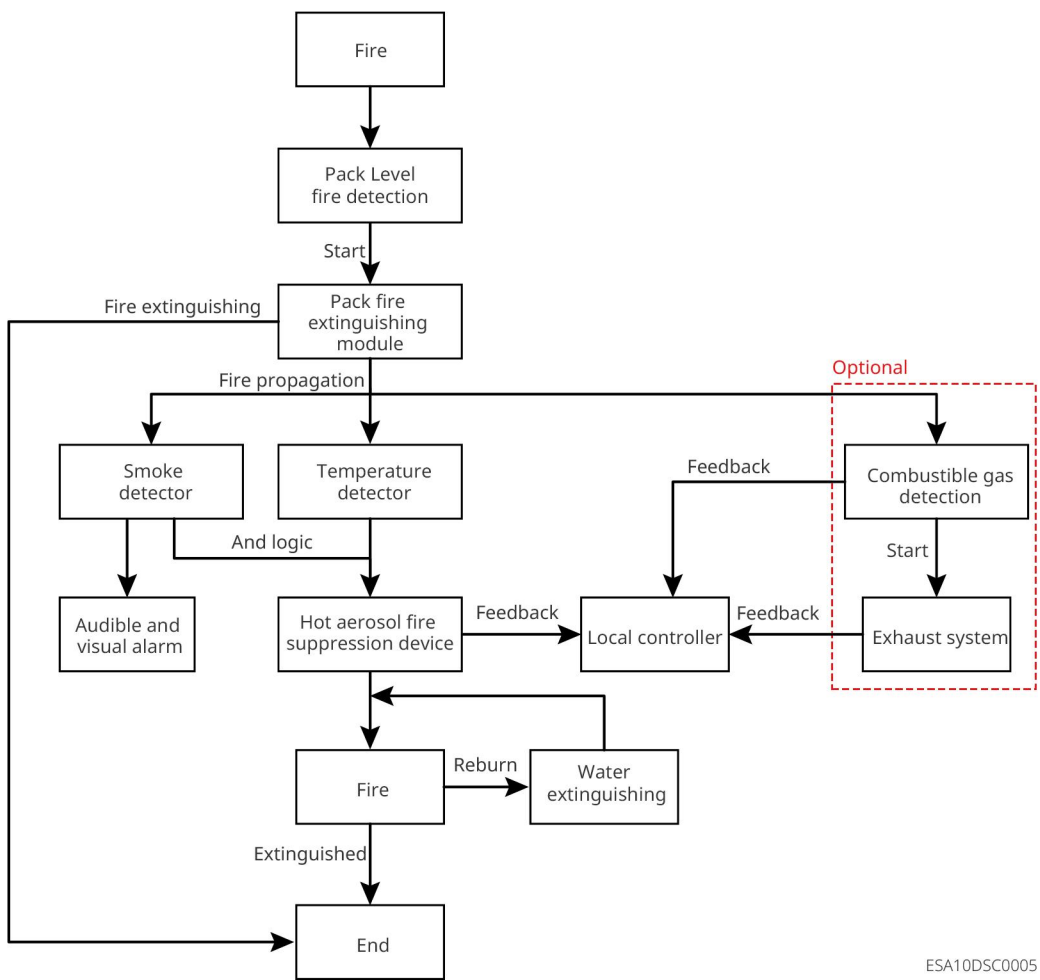 Fire
Pack Level
fire detection
Start
Fire extinguishing
Pack fire
extinguishing
module
Fire propagation
Optional
Smoke
detector
Temperature
detector
Feedback
Combustible gas
detection
And logic
Start
Audible and
visual alarm
Hot aerosol fire
suppression device
Feedback
Local controller
Feedback
Exhaust system
Fire
Reburn
Water
extinguishing
Extinguished
End
ESA10DSC0005